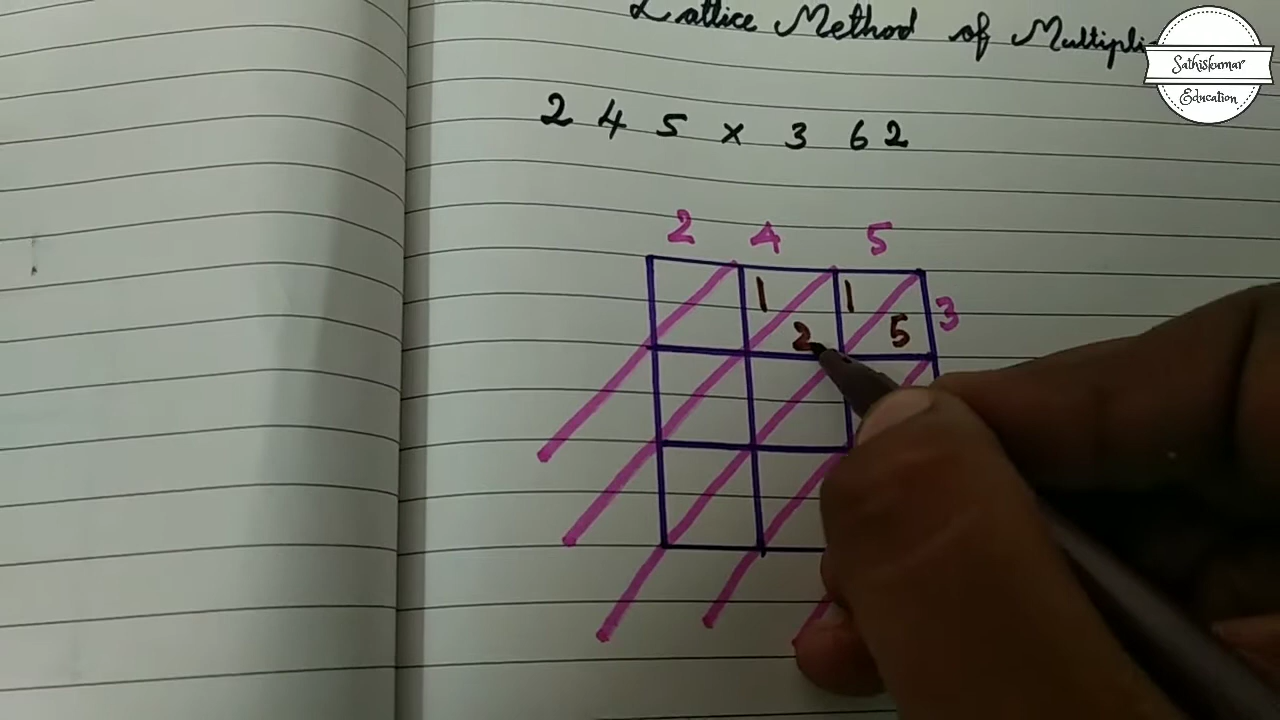 Lattice Method of Multipli
Sathiskumar
Education
2 4 5 x 3 6 2
2 4 5
1 1 3
2 5